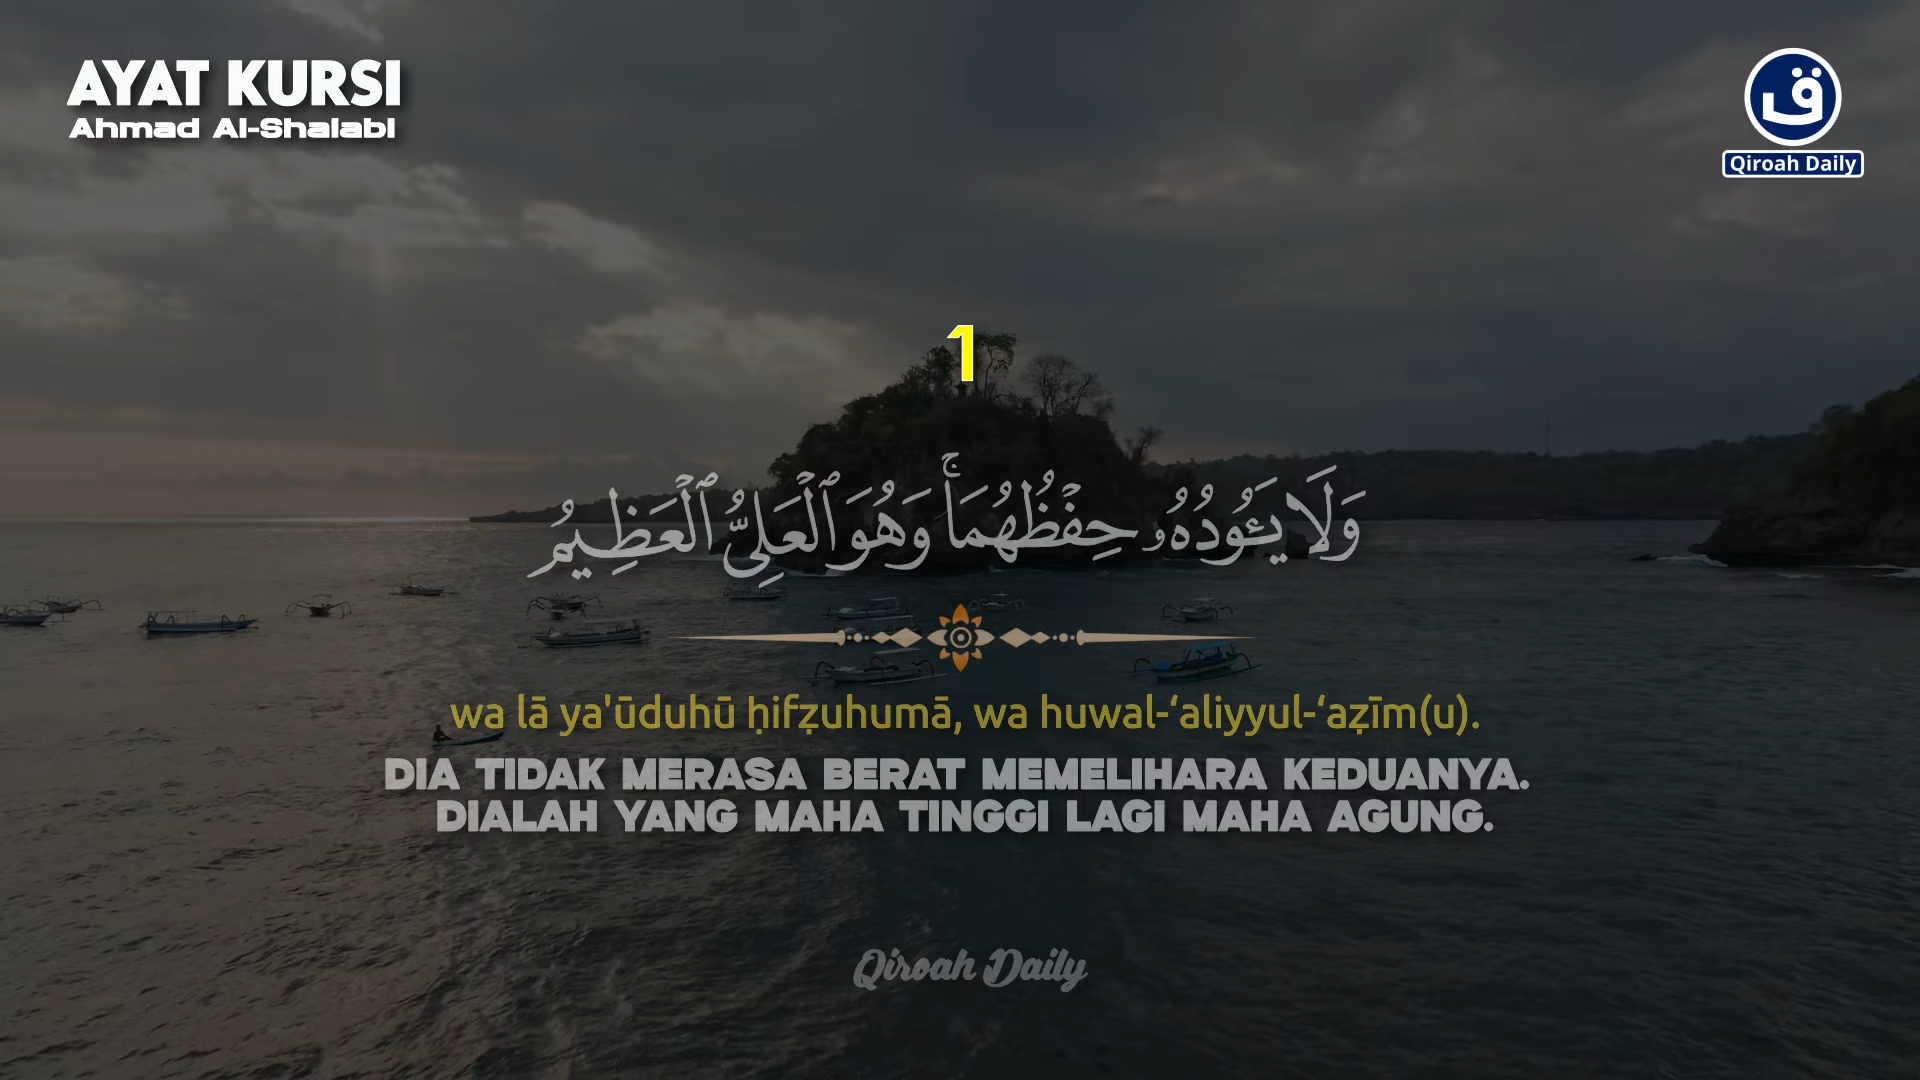 AYAT KURSI
Ahmad Al-Shalabi
ق
Qiroah Daily
1
وَلَا يَـُٔودُهُۥ حِفْظُهُمَا ۚ وَهُوَ ٱلْعَلِىُّ ٱلْعَظِيمُ
wa lā ya'ūduhū ḥifẓuhumā, wa huwal-‘aliyyul-‘aẓīm(u).
DIA TIDAK MERASA BERAT MEMELIHARA KEDUANYA.
DIALAH YANG MAHA TINGGI LAGI MAHA AGUNG.
Qiroah Daily